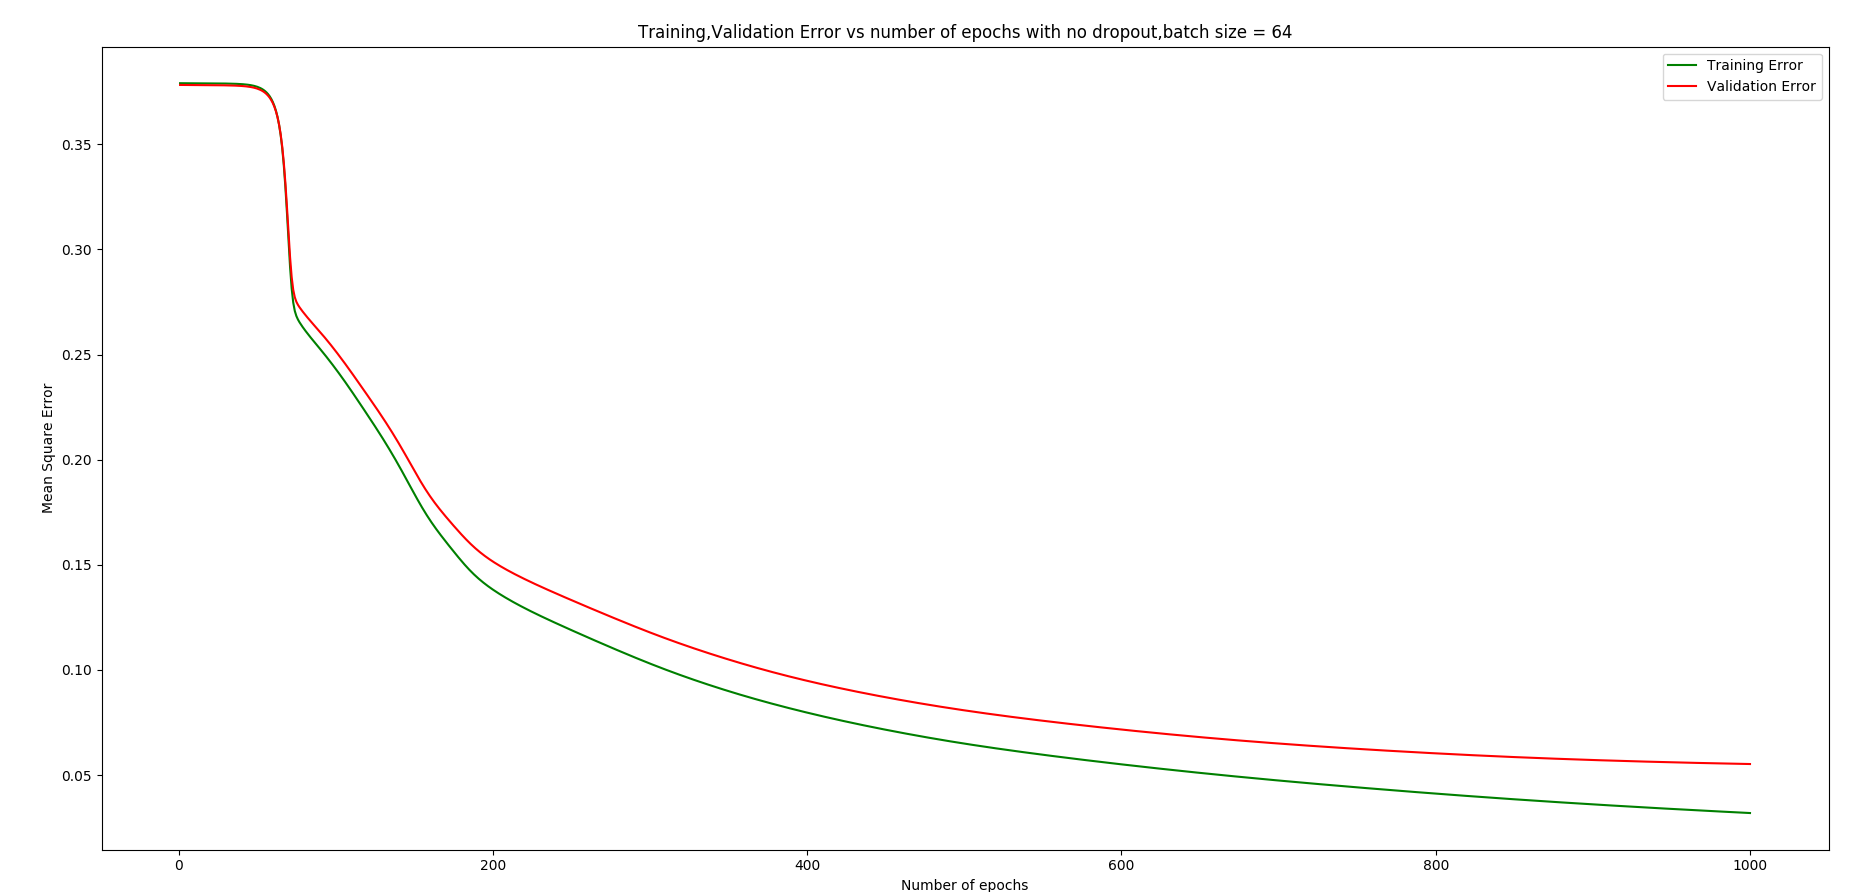 Training,Validation Error vs number of epochs with no dropout,batch size = 64
Training Error
Validation Error
Mean Square Error
0.35
0.30
0.25
0.20
0.15
0.10
0.05
0 200 400 600 800 1000
Number of epochs